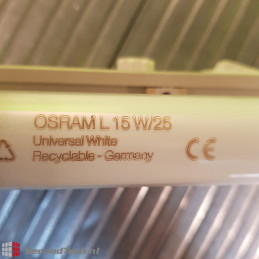 OSRAM L 15 W/25
Universal White
Recyclable - Germany
CE